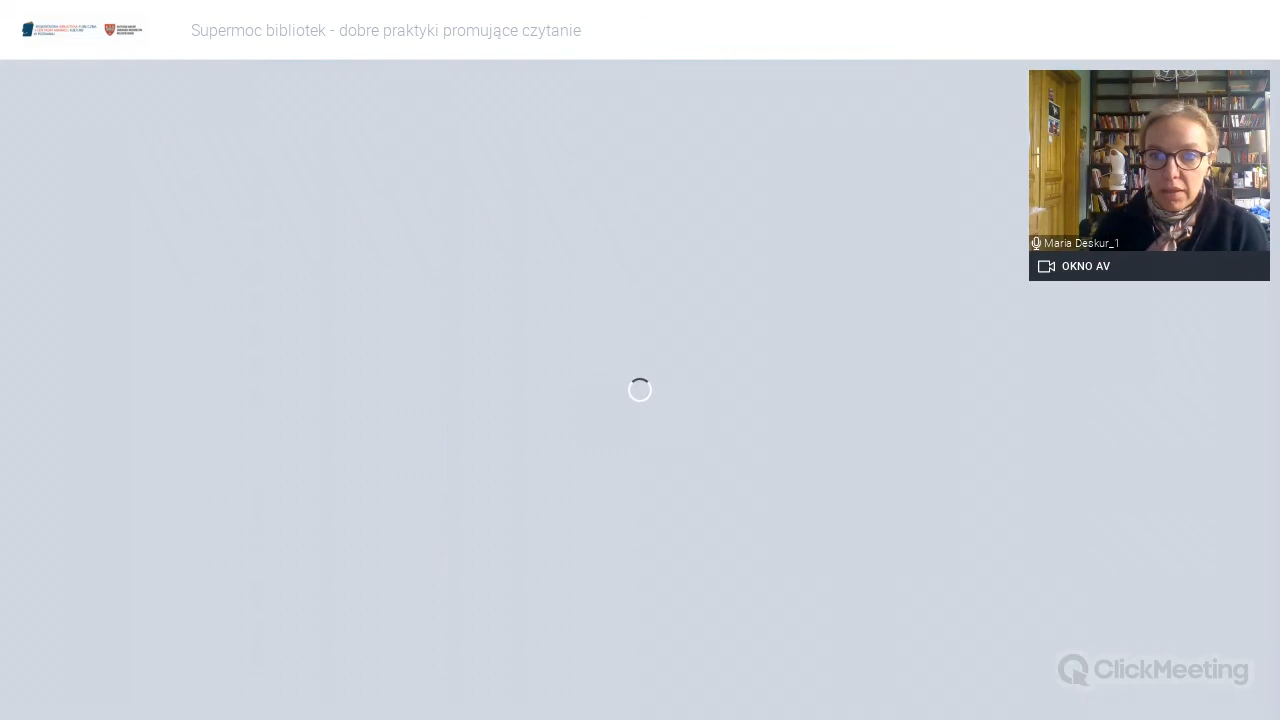 Supermoc bibliotek - dobre praktyki promujące czytanie
Maria Deskur_1
OKNO AV
ClickMeeting